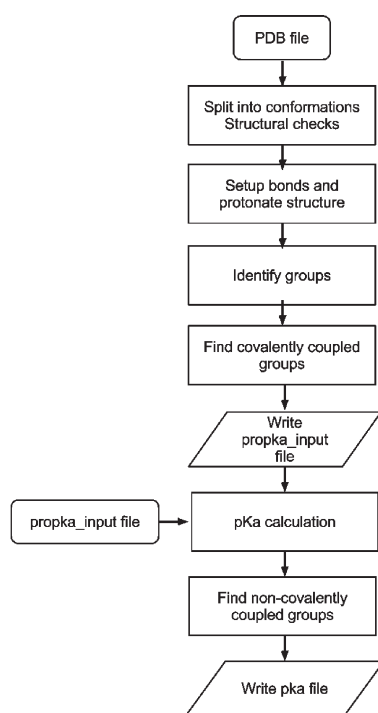 PDB file
Split into conformations
Structural checks
Setup bonds and
protonate structure
Identify groups
Find covalently coupled
groups
Write
propka_input
file
propka_input file
pKa calculation
Find non-covalently
coupled groups
Write pka file